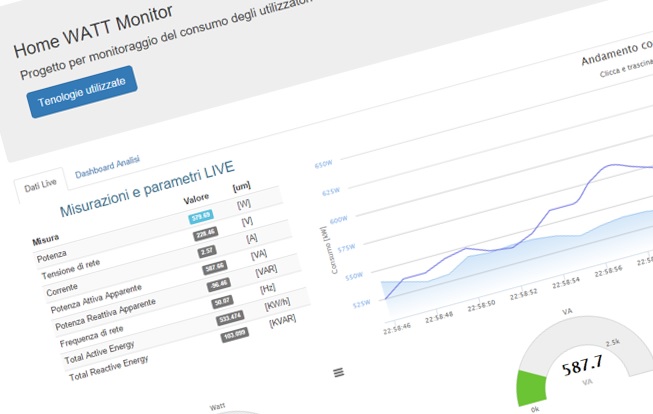 Home WATT Monitor
Progetto per monitoraggio del consumo degli utilizzatori
Tenologie utilizzate
Dati Live
Dashboard Analisi
Misurazioni e parametri LIVE
Misura Valore [um]
Potenza 579.69 [W]
Tensione di rete 228.46 [V]
Corrente 2.57 [A]
Potenza Attiva Apparente 587.66 [VA]
Potenza Reattiva Apparente -96.46 [VAR]
Frequenza di rete 50.07 [Hz]
Total Active Energy 533.474 [KW/h]
Total Reactive Energy 103.099 [KVAR]
Andamento co
Clicca e trascina
Consumo [kW]
650W
625W
600W
575W
550W
525W
22:58:46
22:58:48
22:58:50
22:58:52
22:58:54
22:58:56
22:58:58
Watt
VA
2.5k
587.7
VA
0k